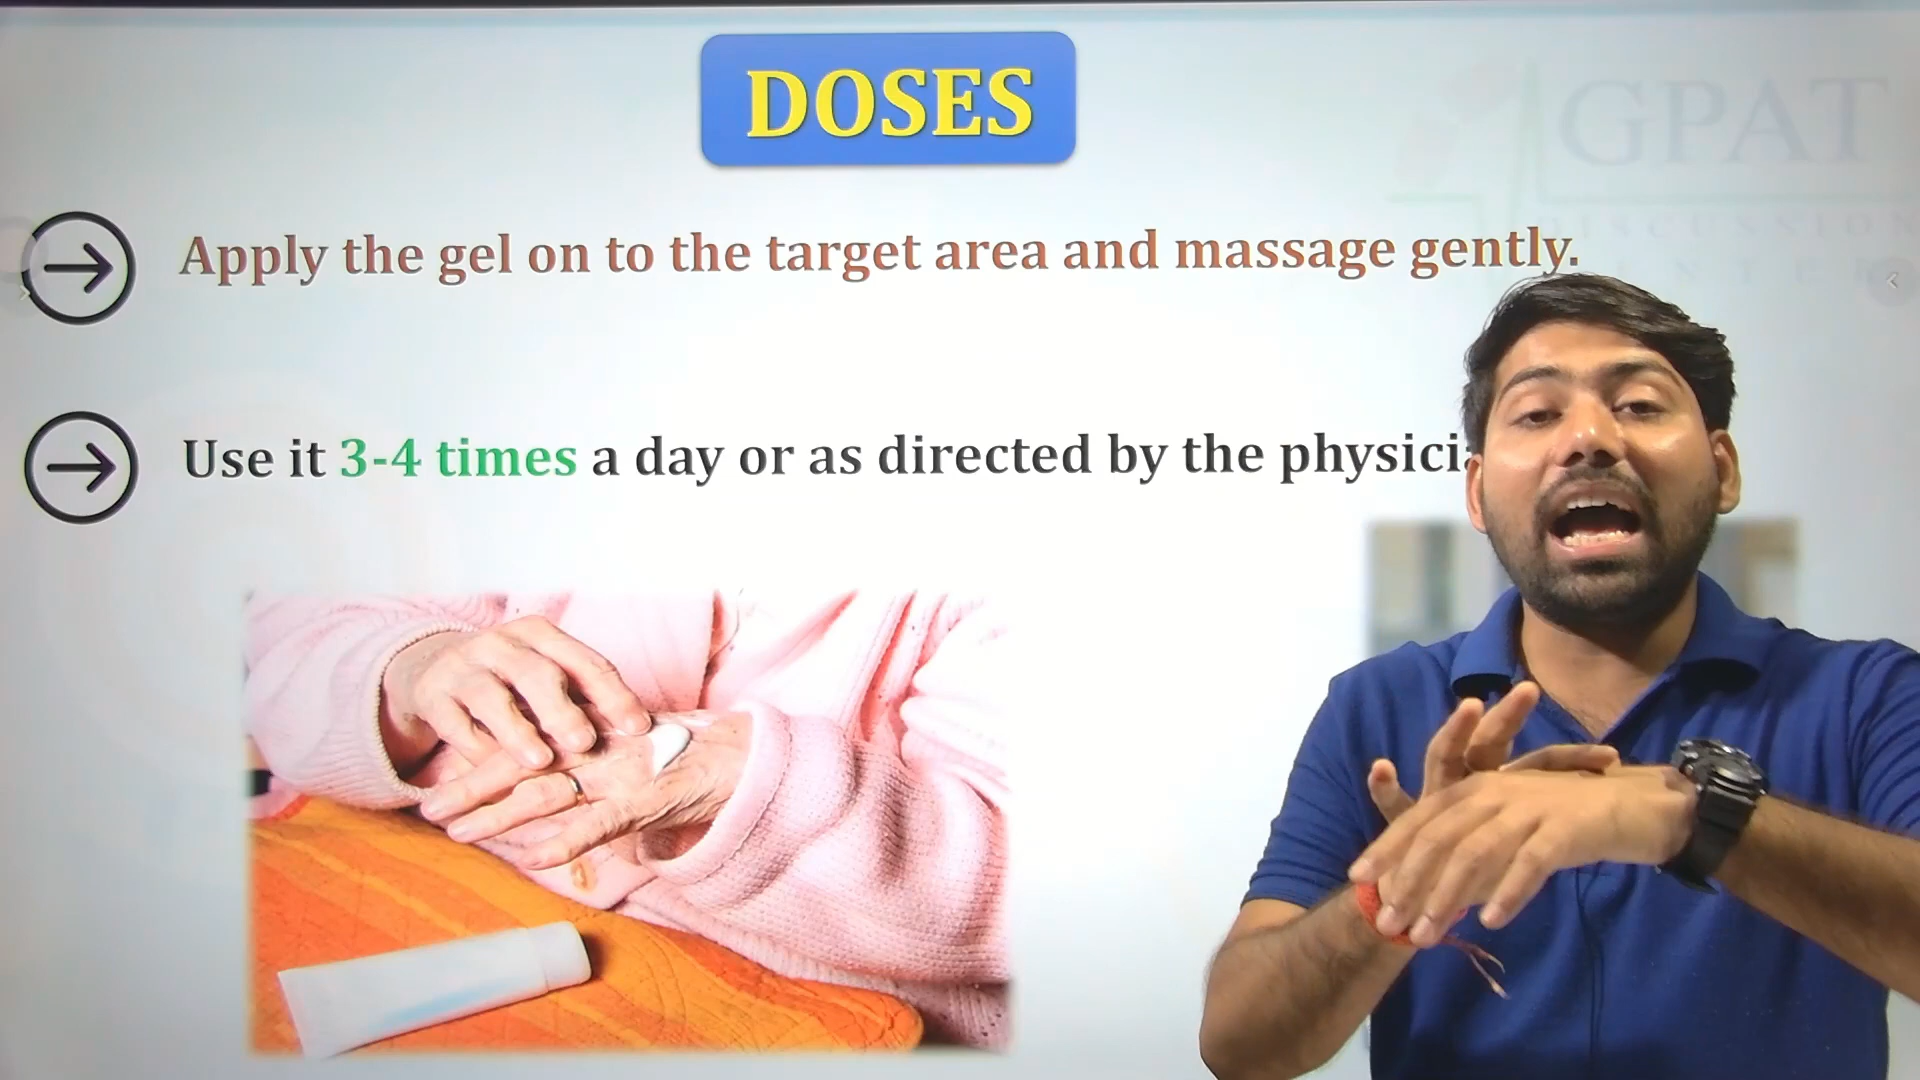 DOSES
GPAT
DISCUSSION
Apply the gel on to the target area and massage gently.
Use it 3-4 times a day or as directed by the